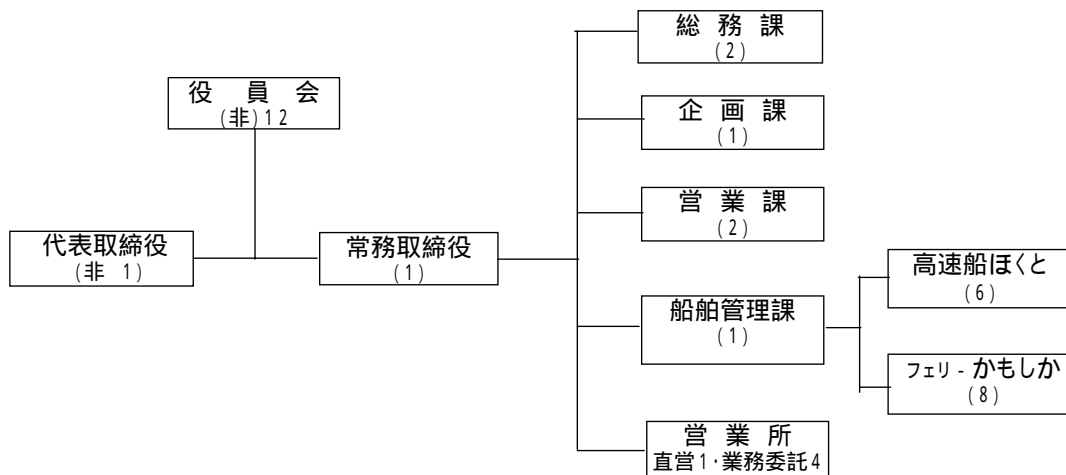 総 務 課
(2)
役 員 会
(非)12
企 画 課
(1)
営 業 課
(2)
代表取締役
(非 1)
常務取締役
(1)
高速船ほくと
(6)
船舶管理課
(1)
フェリ-かもしか
(8)
営 業 所
直営1・業務委託4